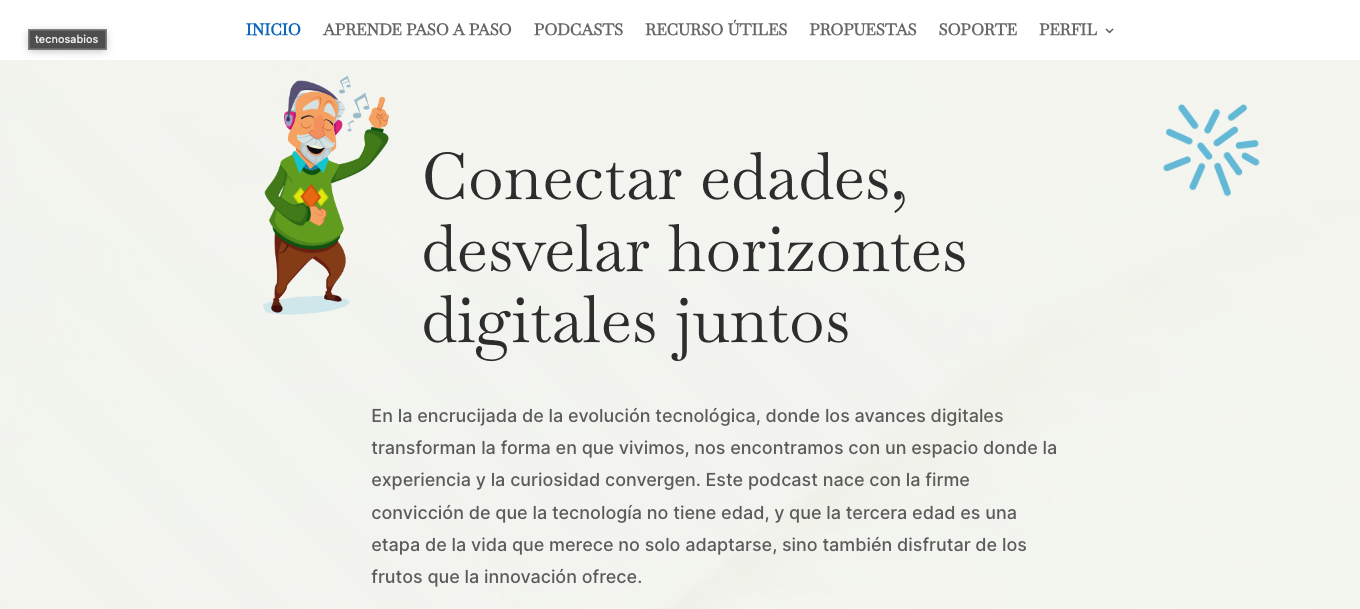 INICIO APRENDE PASO A PASO PODCASTS RECURSO ÚTILES PROPUESTAS SOPORTE PERFIL
tecnosabios
Conectar edades,
desvelar horizontes
digitales juntos
En la encrucijada de la evolución tecnológica, donde los avances digitales
transforman la forma en que vivimos, nos encontramos con un espacio donde la
experiencia y la curiosidad convergen. Este podcast nace con la firme
convicción de que la tecnología no tiene edad, y que la tercera edad es una
etapa de la vida que merece no solo adaptarse, sino también disfrutar de los
frutos que la innovación ofrece.